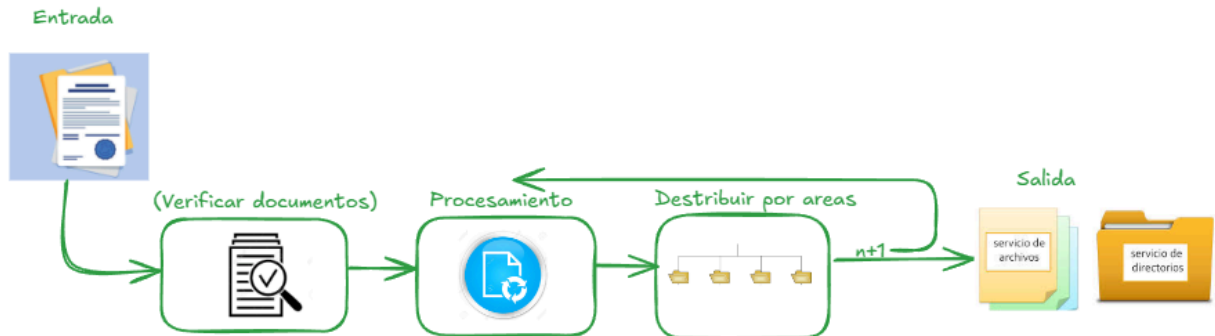 Entrada
(Verificar documentos)
Procesamiento
Destribuir por areas
n+1
Salida
servicio de
archivos
servicio de
directorios